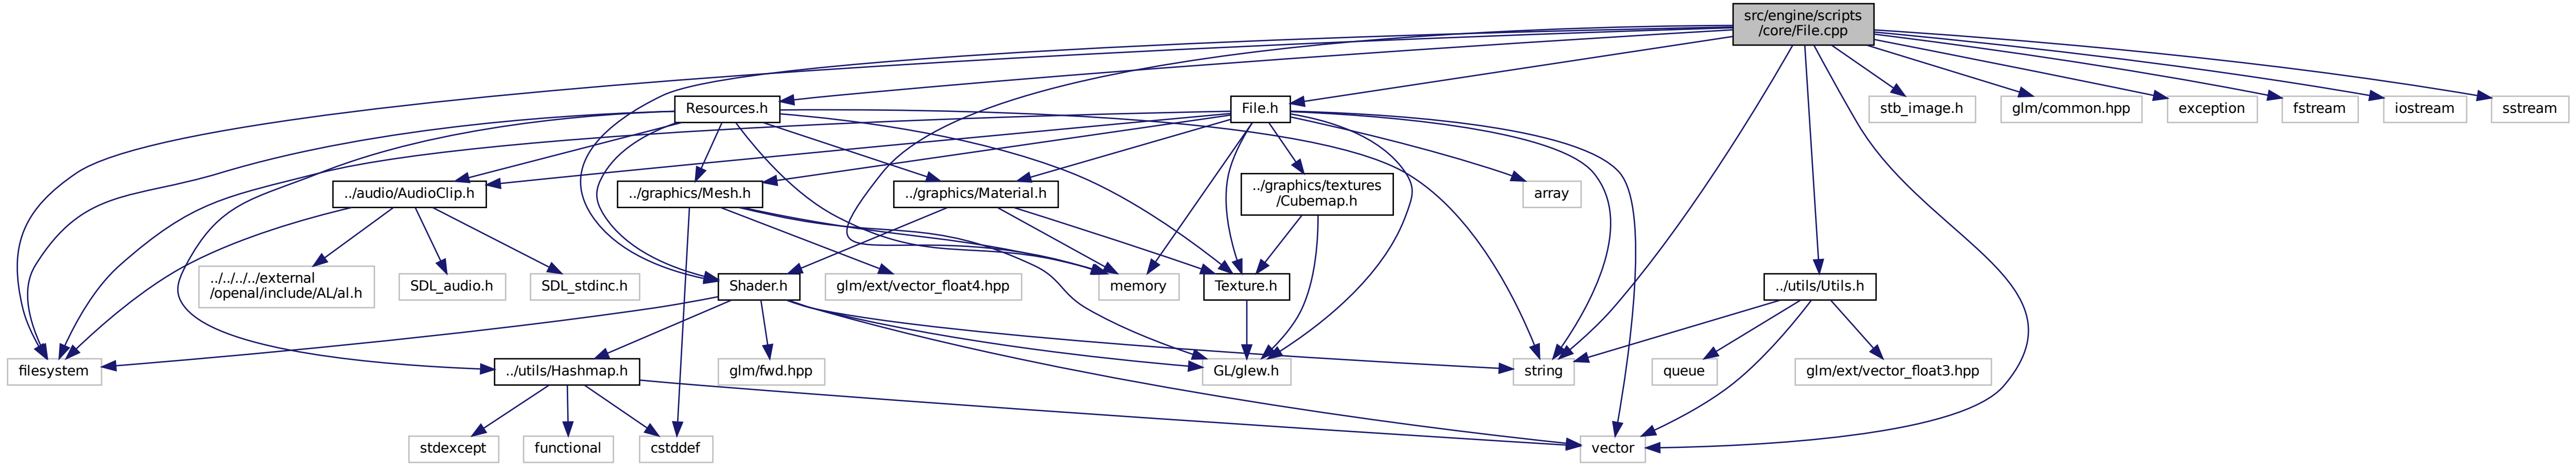 src/engine/scripts
/core/File.cpp
Resources.h
File.h
stb_image.h
glm/common.hpp
exception
fstream
iostream
sstream
../audio/AudioClip.h
../graphics/Mesh.h
../graphics/Material.h
../graphics/textures
/Cubemap.h
array
../../../../external
/openal/include/AL/al.h
SDL_audio.h
SDL_stdinc.h
Shader.h
glm/ext/vector_float4.hpp
memory
Texture.h
../utils/Utils.h
filesystem
../utils/Hashmap.h
glm/fwd.hpp
GL/glew.h
string
queue
glm/ext/vector_float3.hpp
stdexcept
functional
cstddef
vector